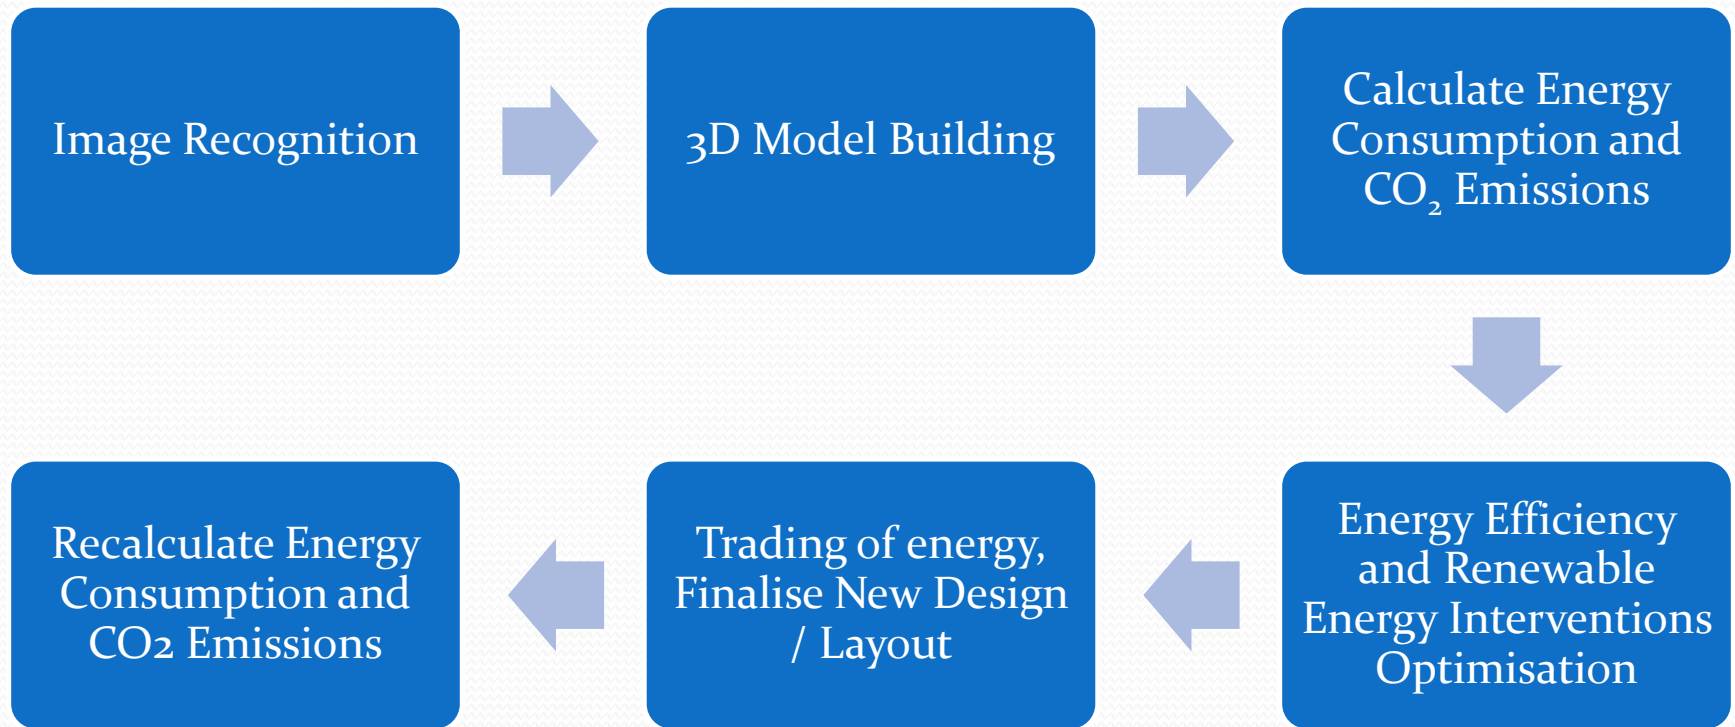 Image Recognition
3D Model Building
Calculate Energy
Consumption and
CO₂ Emissions
Energy Efficiency
and Renewable
Energy Interventions
Optimisation
Trading of energy,
Finalise New Design
/ Layout
Recalculate Energy
Consumption and
CO2 Emissions